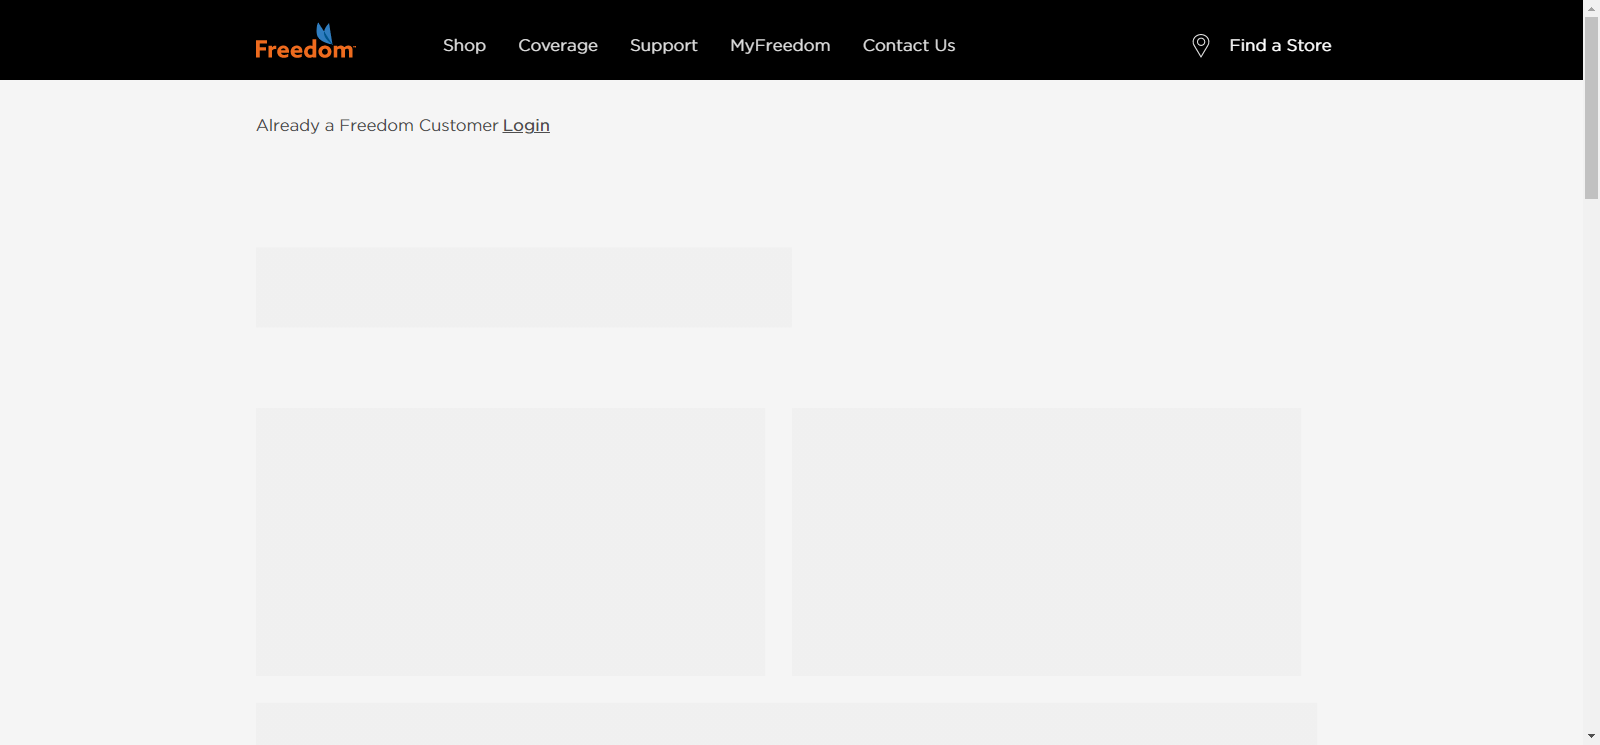 Freedom
Shop
Coverage
Support
MyFreedom
Contact Us
Find a Store
Already a Freedom Customer Login